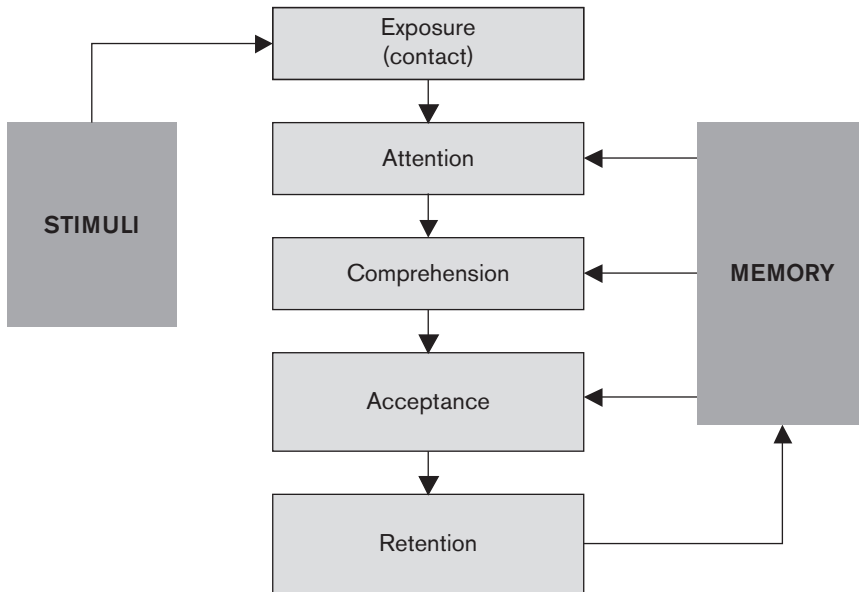 Exposure
(contact)
Attention
STIMULI
Comprehension
MEMORY
Acceptance
Retention